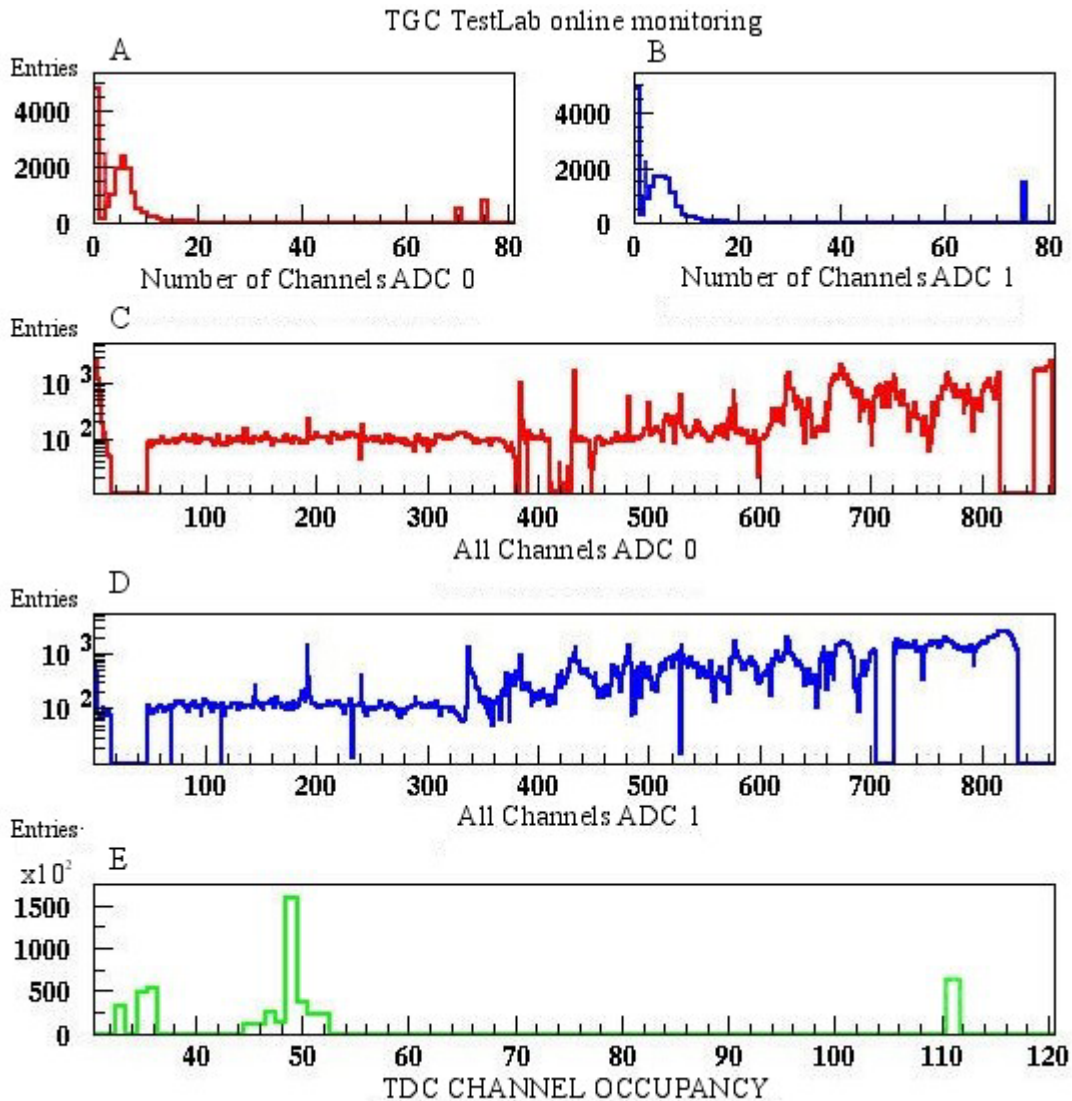 TGC TestLab online monitoring
A
B
Entries
4000
2000
0
0 20 40 60 80
Number of Channels ADC 0
4000
2000
0
0 20 40 60 80
Number of Channels ADC 1
Entries
C
10 3
10 2
100 200 300 400 500 600 700 800
All Channels ADC 0
D
Entries
10 3
10 2
100 200 300 400 500 600 700 800
All Channels ADC 1
Entries
E
x10²
1500
1000
500
0
40 50 60 70 80 90 100 110 120
TDC CHANNEL OCCUPANCY